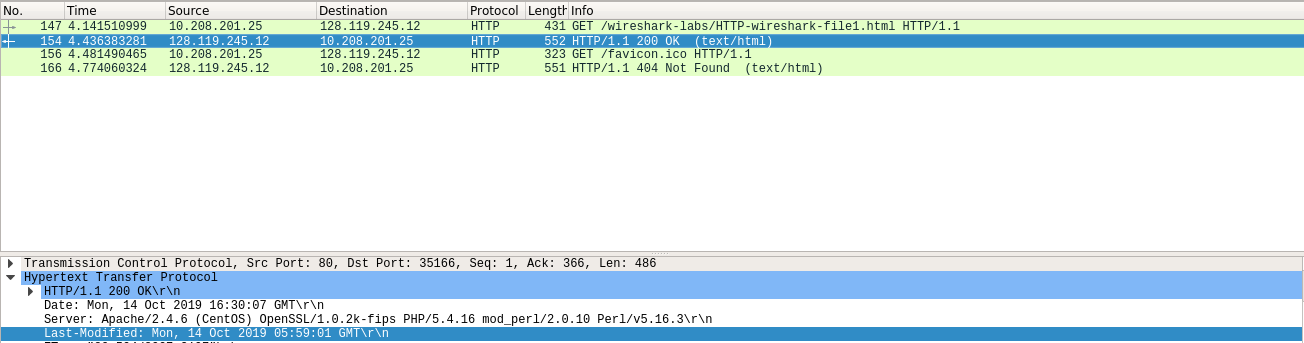 No. Time Source Destination Protocol Length Info
147 4.141510999 10.208.201.25 128.119.245.12 HTTP 431 GET /wireshark-labs/HTTP-wireshark-file1.html HTTP/1.1
154 4.436383281 128.119.245.12 10.208.201.25 HTTP 552 HTTP/1.1 200 OK (text/html)
156 4.481490465 10.208.201.25 128.119.245.12 HTTP 323 GET /favicon.ico HTTP/1.1
166 4.774060324 128.119.245.12 10.208.201.25 HTTP 551 HTTP/1.1 404 Not Found (text/html)
Transmission Control Protocol, Src Port: 80, Dst Port: 35166, Seq: 1, Ack: 366, Len: 486
Hypertext Transfer Protocol
HTTP/1.1 200 OK\r\n
Date: Mon, 14 Oct 2019 16:30:07 GMT\r\n
Server: Apache/2.4.6 (CentOS) OpenSSL/1.0.2k-fips PHP/5.4.16 mod_perl/2.0.10 Perl/v5.16.3\r\n
Last-Modified: Mon, 14 Oct 2019 05:59:01 GMT\r\n